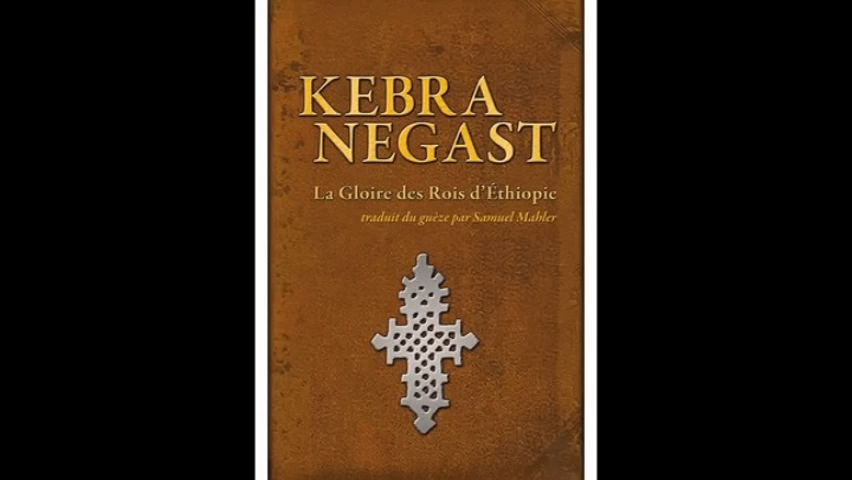 KEBRA
NEGAST
La Gloire des Rois d'Éthiopie
traduit du guèze par Samuel Mahler